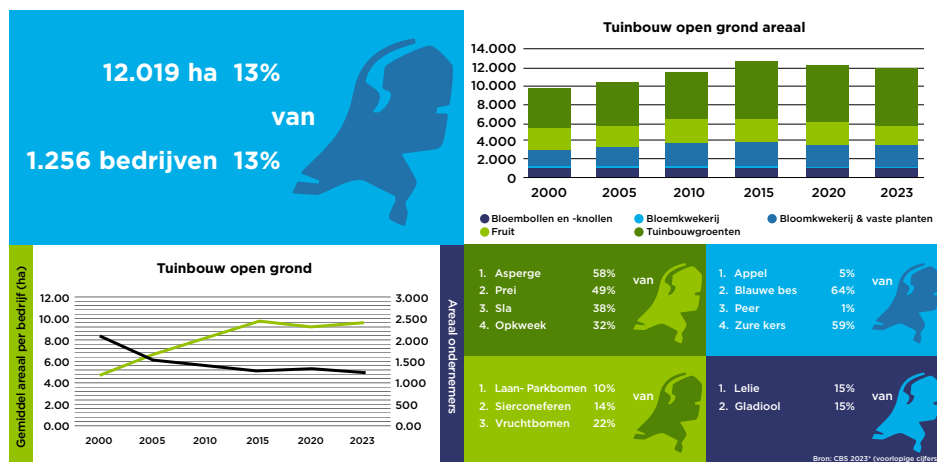 12.019 ha 13%
van
1.256 bedrijven 13%
Tuinbouw open grond areaal
14.000
12.000
10.000
8.000
6.000
4.000
2.000
0
2000 2005 2010 2015 2020 2023
Bloembollen en -knollen Bloemkwekerij Bloomkwekerij & vaste planten
Fruit Tuinbouwgroenten
Tuinbouw open grond
Gemiddel areaal per bedrijf (ha)
12.00
10.00
8.00
6.00
4.00
2.00
0.00
3.000
2.500
2.000
1.500
1.000
500
0.00
Areaal ondernemers
2000 2005 2010 2015 2020 2023
1. Asperge 58%
2. Prei 49%
3. Sla 38%
4. Opkweek 32%
van
1. Appel 5%
2. Blauwe bes 64%
3. Peer 1%
4. Zure kers 59%
van
1. Laan- Parkbomen 10%
2. Sierconeferen 14%
3. Vruchtbomen 22%
van
1. Lelie 15%
2. Gladiool 15%
van
Bron: CBS 2023* (voorlopige cijfers